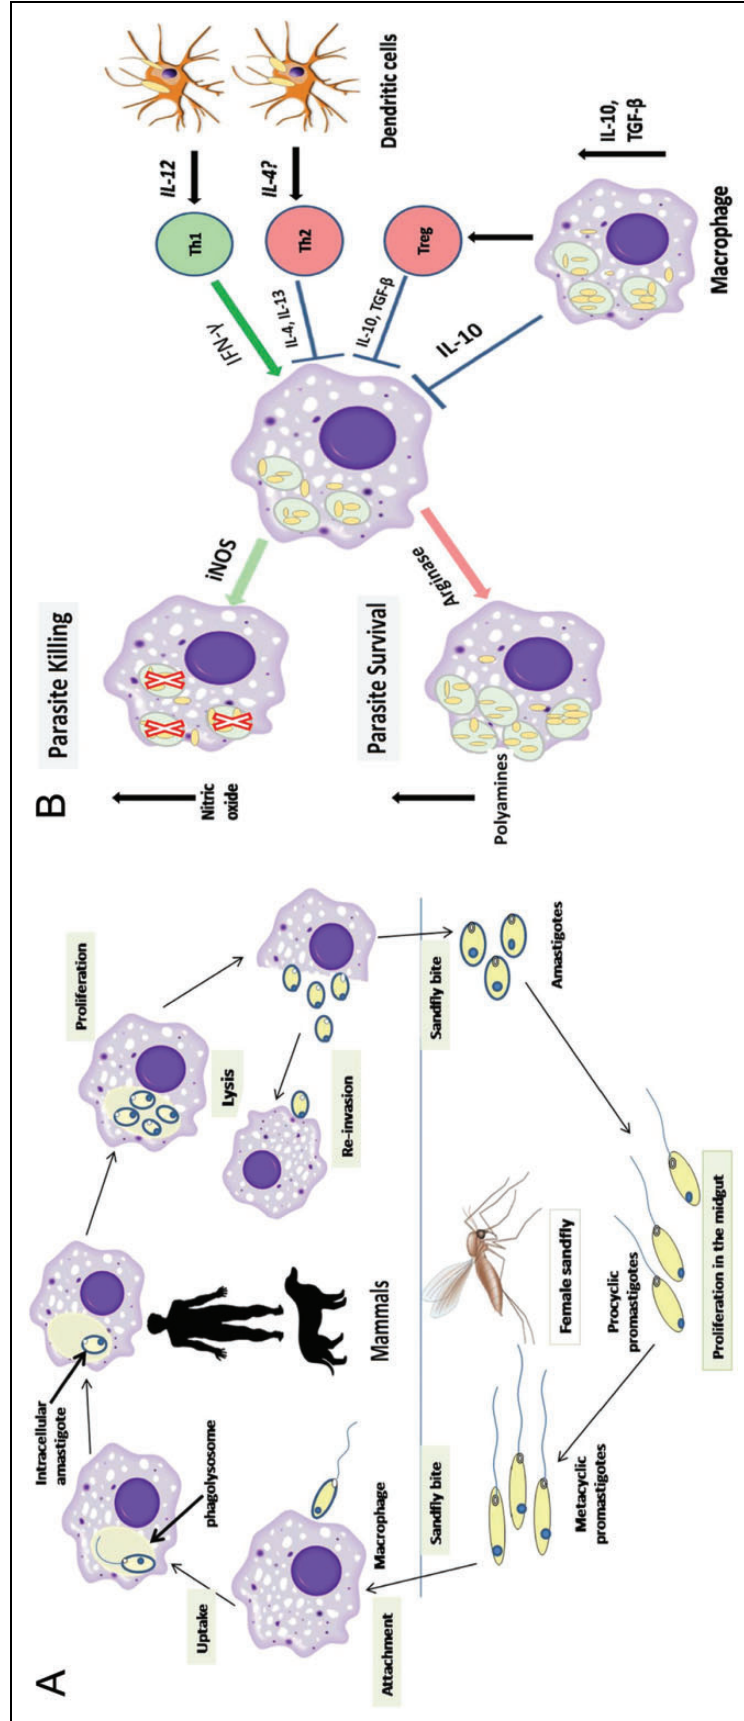 A
Uptake
Attachment
Macrophage
phagolysosome
Intracellular
amastigote
Mammals
Proliferation
Lysis
Re-invasion
Sandfly bite
Sandfly bite
Metacyclic
promastigotes
Female sandfly
Procyclic
promastigotes
Proliferation in the midgut
Amastigotes
B
Parasite Killing
Nitric
oxide
iNOS
Parasite Survival
Polyamines
Arginase
IFN-γ
Th1
IL-12
IL-4, IL-13
Th2
IL-4?
Dendritic cells
IL-10, TGF-β
Treg
IL-10
IL-10,
TGF-β
Macrophage